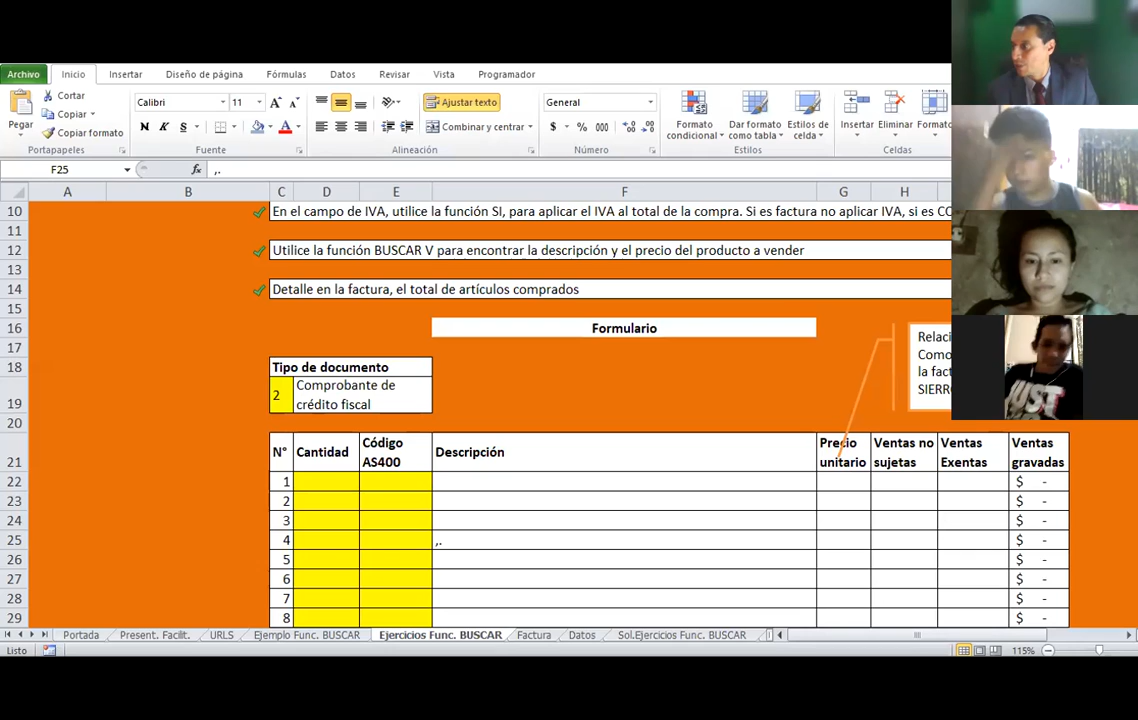 Archivo Inicio Insertar Diseño de página Fórmulas Datos Revisar Vista Programador
Cortar
Copiar
Copiar formato
Pegar
Portapapeles
Calibri 11
N K S
Fuente
Ajustar texto
Combinar y centrar
Alineación
General
$ % 000
Número
Formato condicional
Dar formato como tabla
Estilos de celda
Estilos
Insertar Eliminar Formato
Celdas
F25 fx ,.
A B C D E F G H
10 En el campo de IVA, utilice la función SI, para aplicar el IVA al total de la compra. Si es factura no aplicar IVA, si es CC
11
12 Utilice la función BUSCAR V para encontrar la descripción y el precio del producto a vender
13
14 Detalle en la factura, el total de artículos comprados
15
16 Formulario
17
Relaci
Como
la fact
SIERR
18 Tipo de documento
19 2 Comprobante de
crédito fiscal
20
21 N° Cantidad Código AS400 Descripción Precio unitario Ventas no sujetas Ventas Exentas Ventas gravadas
22 1 $ -
23 2 $ -
24 3 $ -
25 4 ,. $ -
26 5 $ -
27 6 $ -
28 7 $ -
29 8 $ -
Portada Present. Facilit. URLS Ejemplo Func. BUSCAR Ejercicios Func. BUSCAR Factura Datos Sol.Ejercicios Func. BUSCAR
Listo 115%
JUST